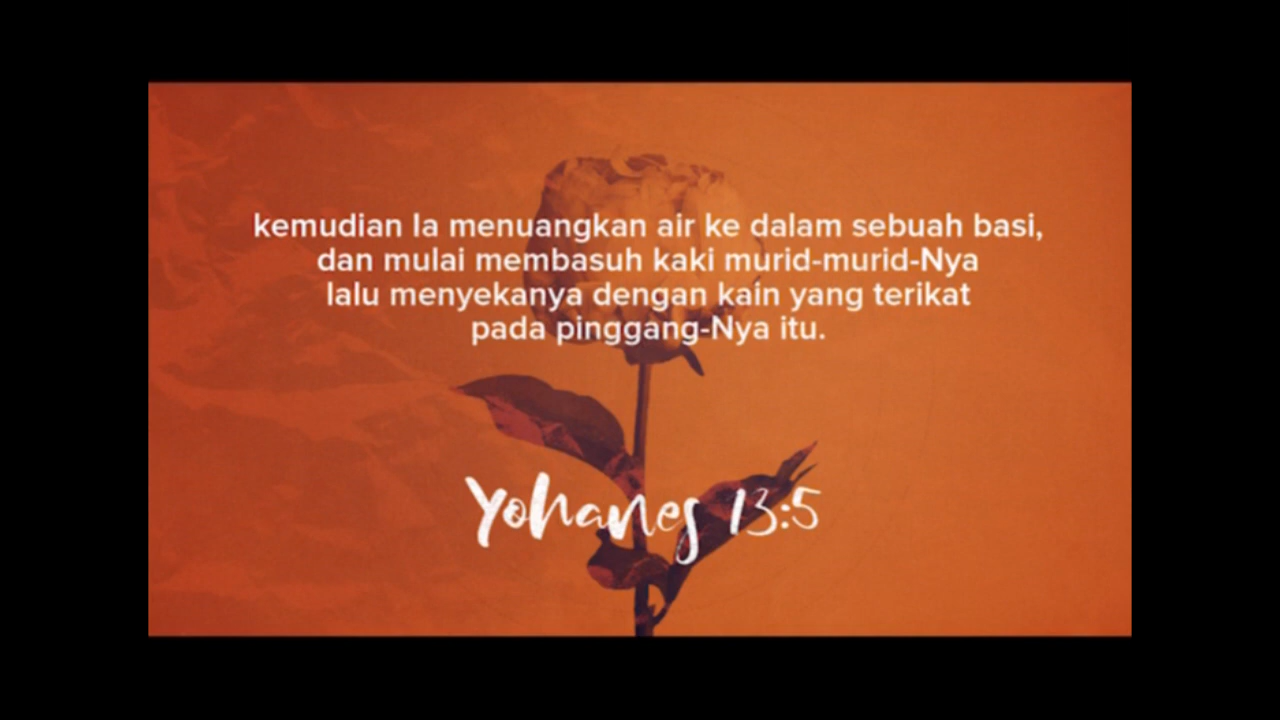 kemudian Ia menuangkan air ke dalam sebuah basi,
dan mulai membasuh kaki murid-murid-Nya
lalu menyekanya dengan kain yang terikat
pada pinggang-Nya itu.
Yohanes 13:5